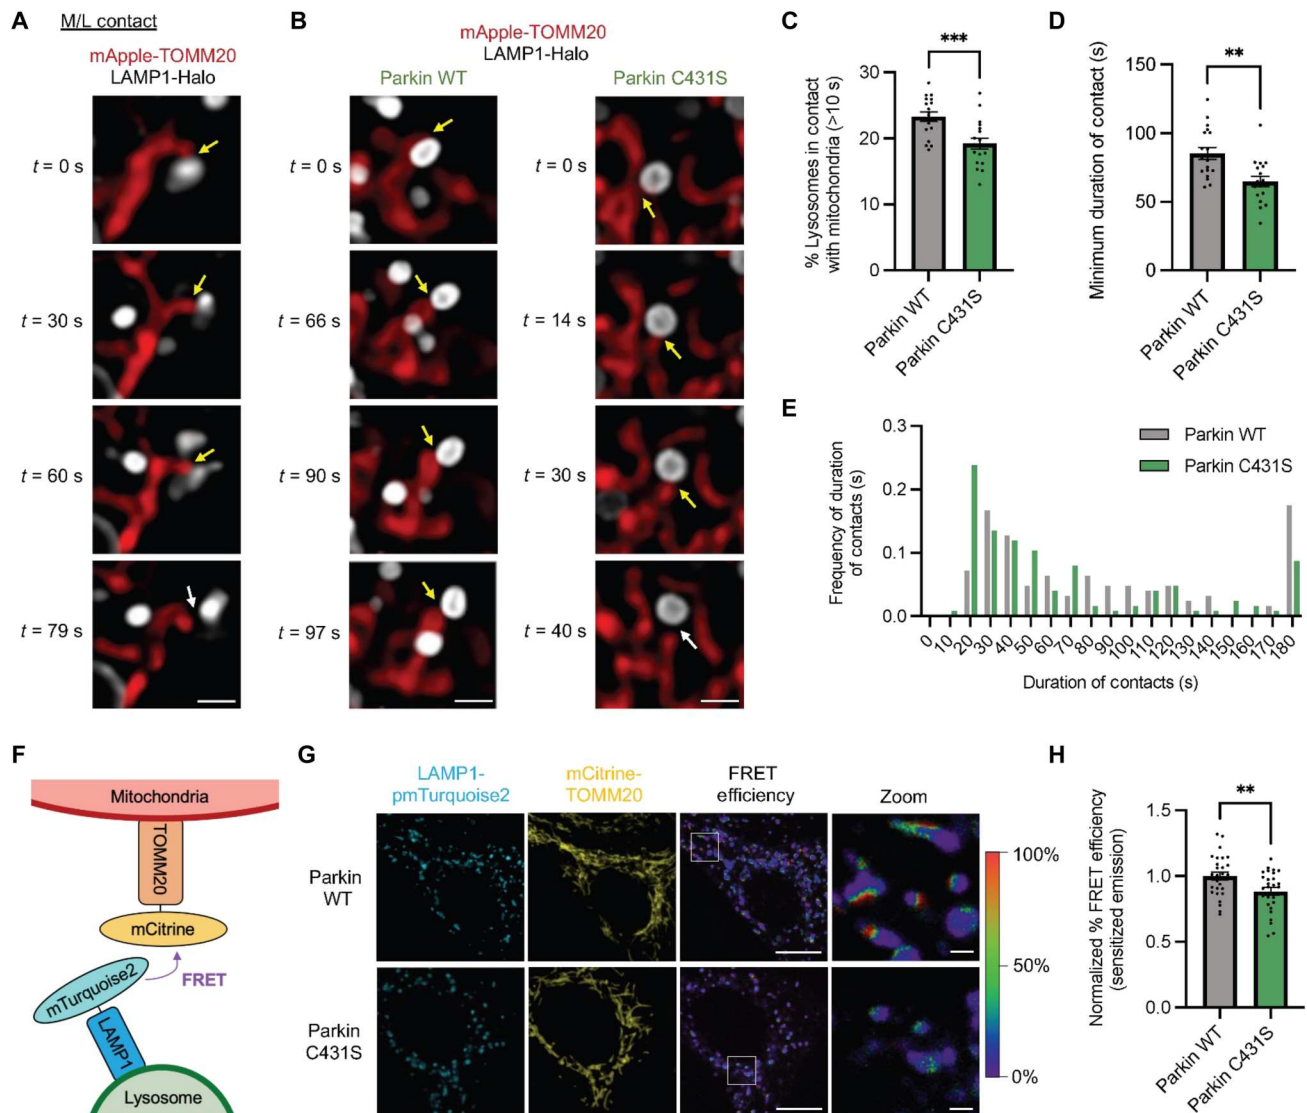 A
M/L contact
mApple-TOMM20
LAMP1-Halo
t = 0 s
t = 30 s
t = 60 s
t = 79 s
B
mApple-TOMM20
LAMP1-Halo
Parkin WT
Parkin C431S
t = 0 s
t = 66 s
t = 90 s
t = 97 s
t = 0 s
t = 14 s
t = 30 s
t = 40 s
C
***
% Lysosomes in contact
with mitochondria (>10 s)
30
20
10
0
Parkin WT
Parkin C431S
D
**
Minimum duration of contact (s)
150
100
50
0
Parkin WT
Parkin C431S
E
Frequency of duration
of contacts (s)
0.3
0.2
0.1
0.0
Parkin WT
Parkin C431S
0 10 20 30 40 50 60 70 80 90 100 110 120 130 140 150 160 170 180
Duration of contacts (s)
F
Mitochondria
TOMM20
mCitrine
FRET
mTurquoise2
LAMP1
Lysosome
G
LAMP1-
pmTurquoise2
mCitrine-
TOMM20
FRET
efficiency
Zoom
Parkin
WT
Parkin
C431S
100%
50%
0%
H
**
Normalized % FRET efficiency
(sensitized emission)
1.5
1.0
0.5
0.0
Parkin WT
Parkin C431S